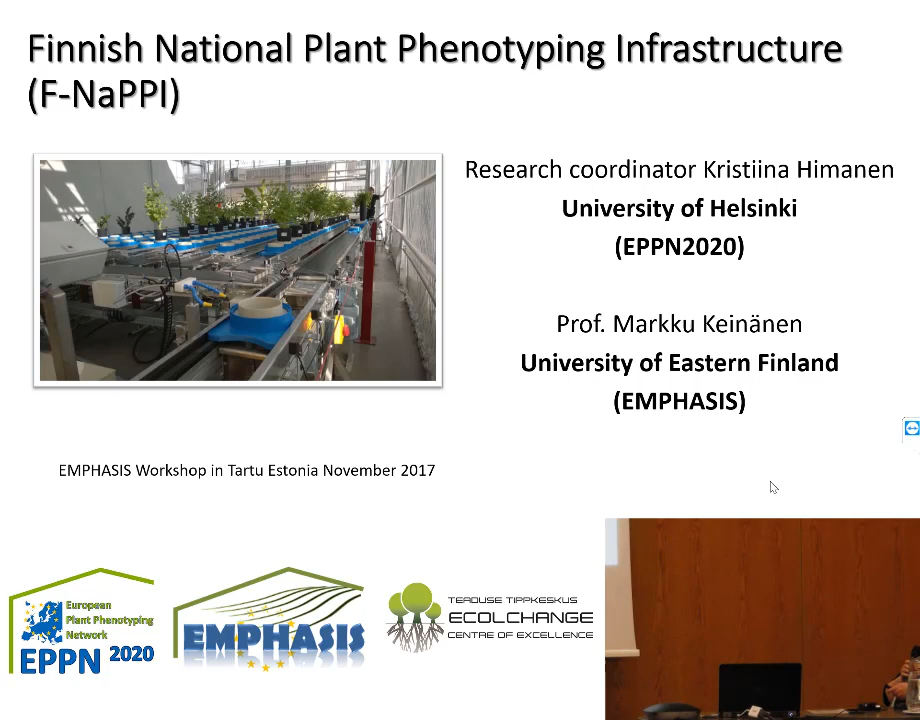 Finnish National Plant Phenotyping Infrastructure
(F-NaPPI)
Research coordinator Kristiina Himanen
University of Helsinki
(EPPN2020)
Prof. Markku Keinänen
University of Eastern Finland
(EMPHASIS)
EMPHASIS Workshop in Tartu Estonia November 2017
European
Plant Phenotyping
Network
EPPN 2020
EMPHASIS
TEADUSE TIPPKESKUS
ECOLCHANGE
CENTRE OF EXCELLENCE